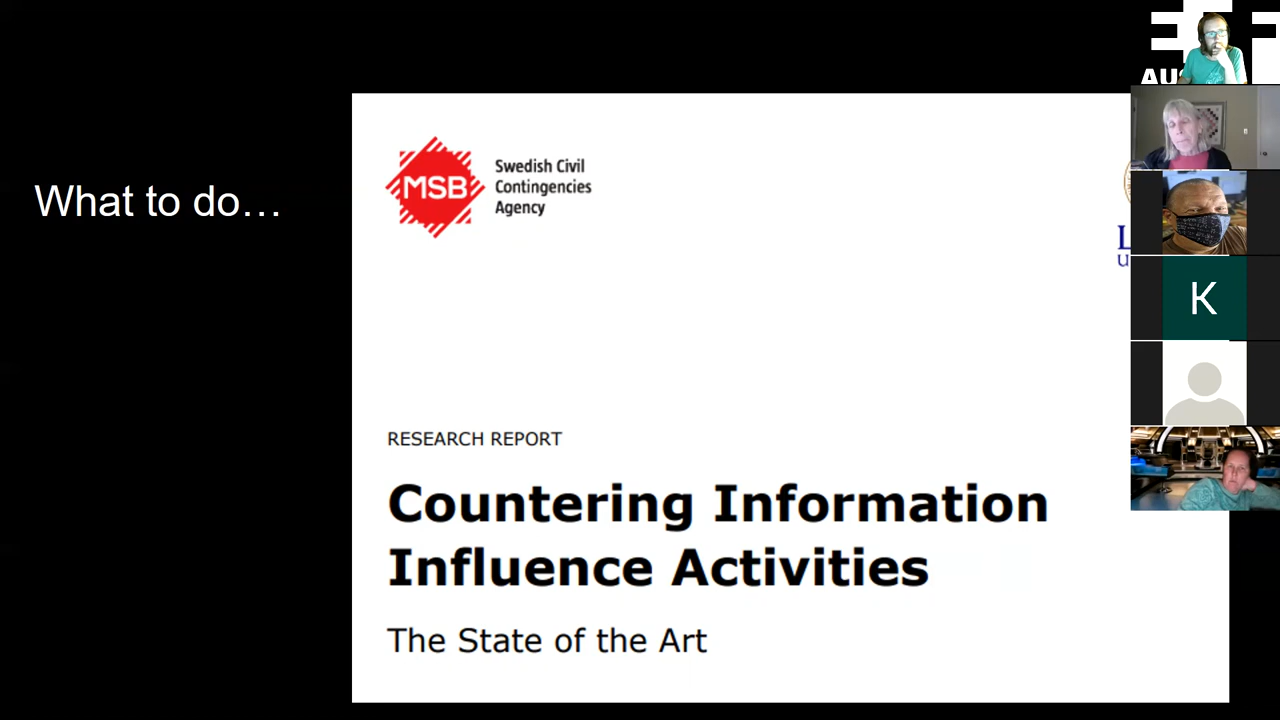 What to do…
MSB
Swedish Civil
Contingencies
Agency
RESEARCH REPORT
Countering Information
Influence Activities
The State of the Art
K